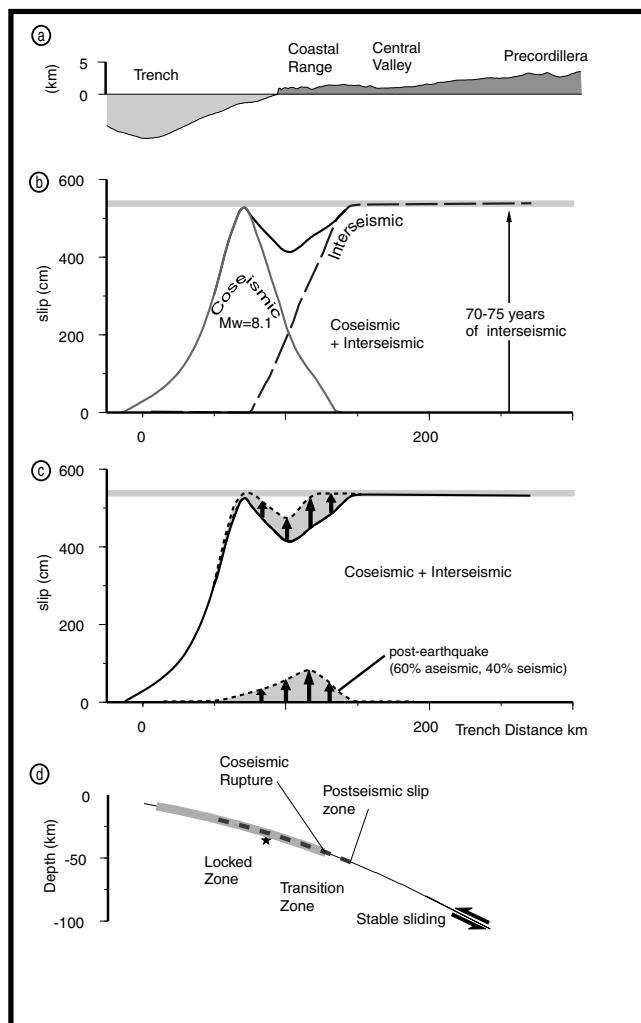 a
5
(km)
0
Trench
Coastal
Range
Central
Valley
Precordillera
b
600
400
200
0
slip (cm)
Coseismic
Mw=8.1
Interseismic
Coseismic
+ Interseismic
70-75 years
of interseismic
0
200
c
600
400
200
0
slip (cm)
Coseismic + Interseismic
post-earthquake
(60% aseismic, 40% seismic)
0
200
Trench Distance km
d
0
-50
-100
Depth (km)
Coseismic
Rupture
Postseismic slip
zone
Locked
Zone
Transition
Zone
Stable sliding